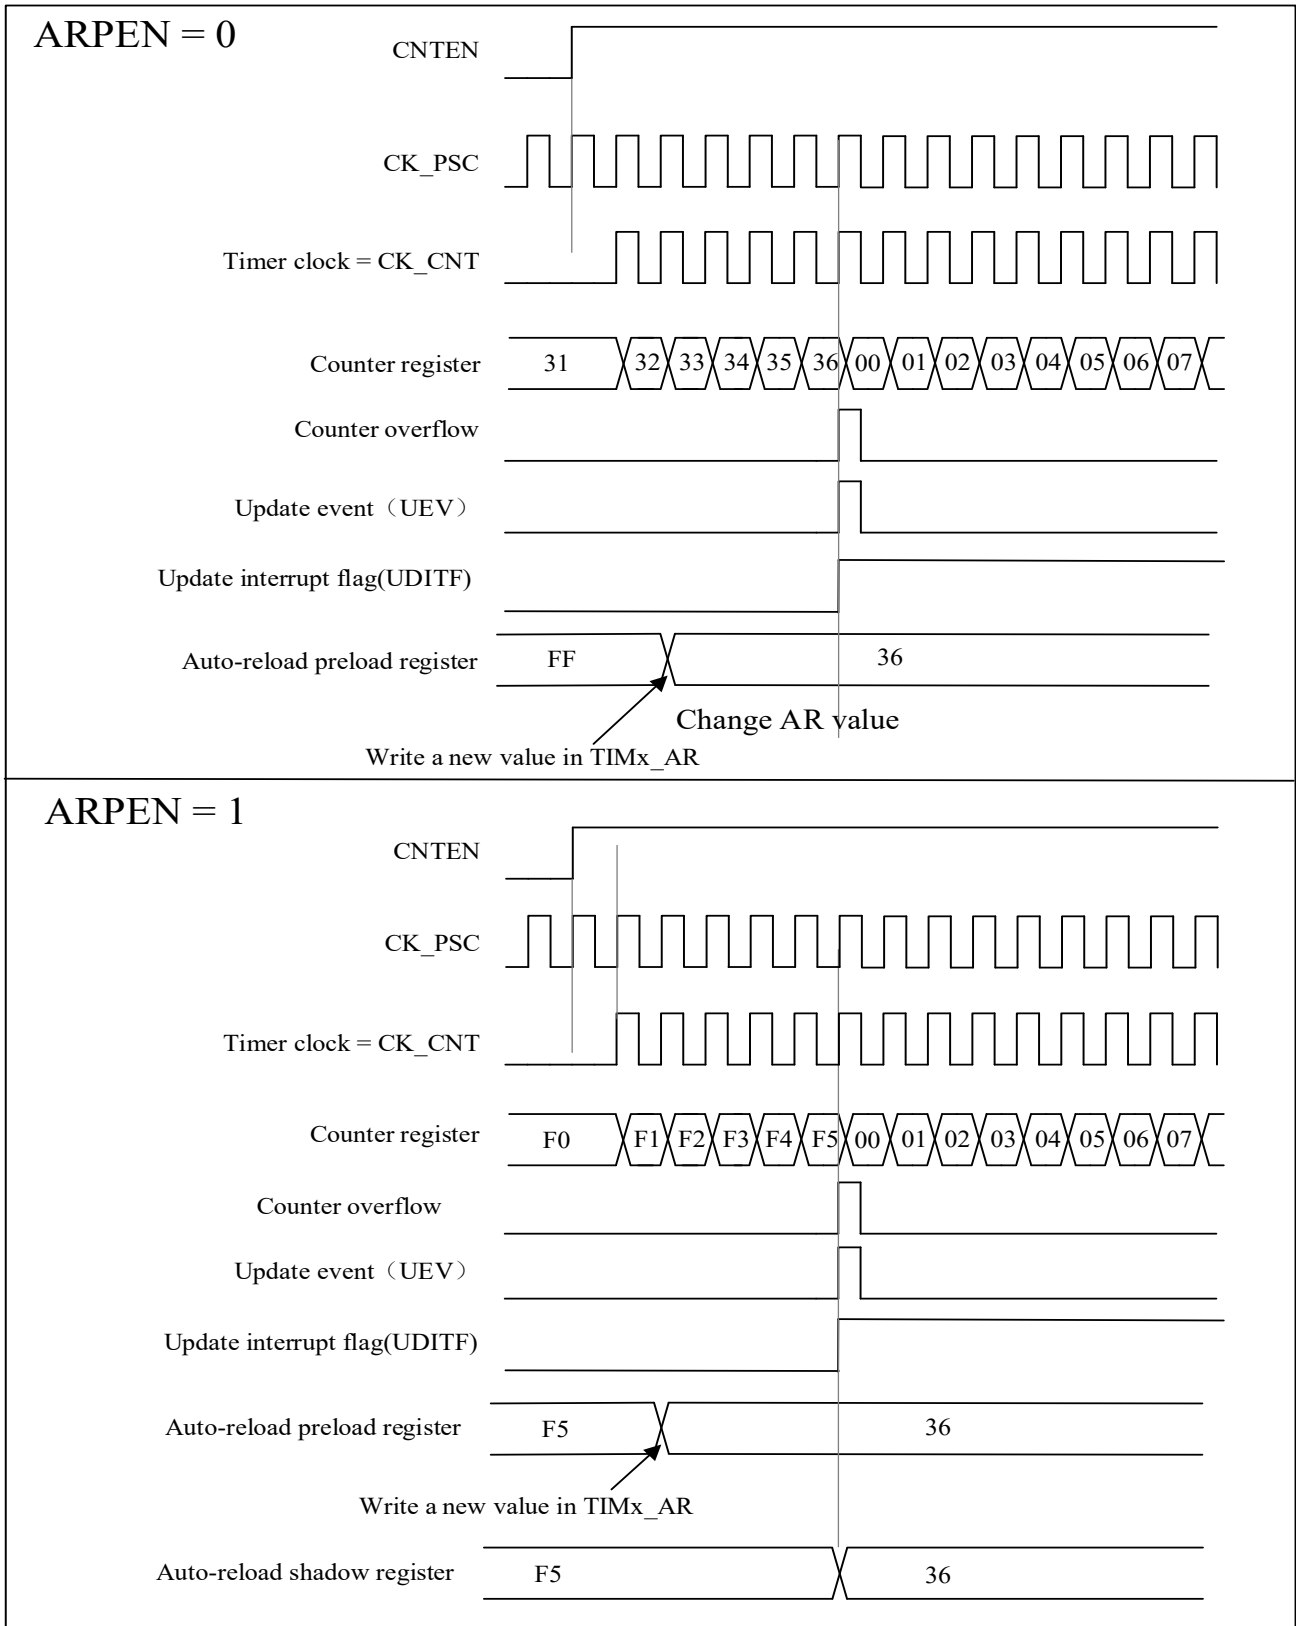 ARPEN = 0
CNTEN
CK_PSC
Timer clock = CK_CNT
Counter register 31 32 33 34 35 36 00 01 02 03 04 05 06 07
Counter overflow
Update event（UEV）
Update interrupt flag(UDITF)
Auto-reload preload register FF 36
Change AR value
Write a new value in TIMx_AR
ARPEN = 1
CNTEN
CK_PSC
Timer clock = CK_CNT
Counter register F0 F1 F2 F3 F4 F5 00 01 02 03 04 05 06 07
Counter overflow
Update event（UEV）
Update interrupt flag(UDITF)
Auto-reload preload register F5 36
Write a new value in TIMx_AR
Auto-reload shadow register F5 36